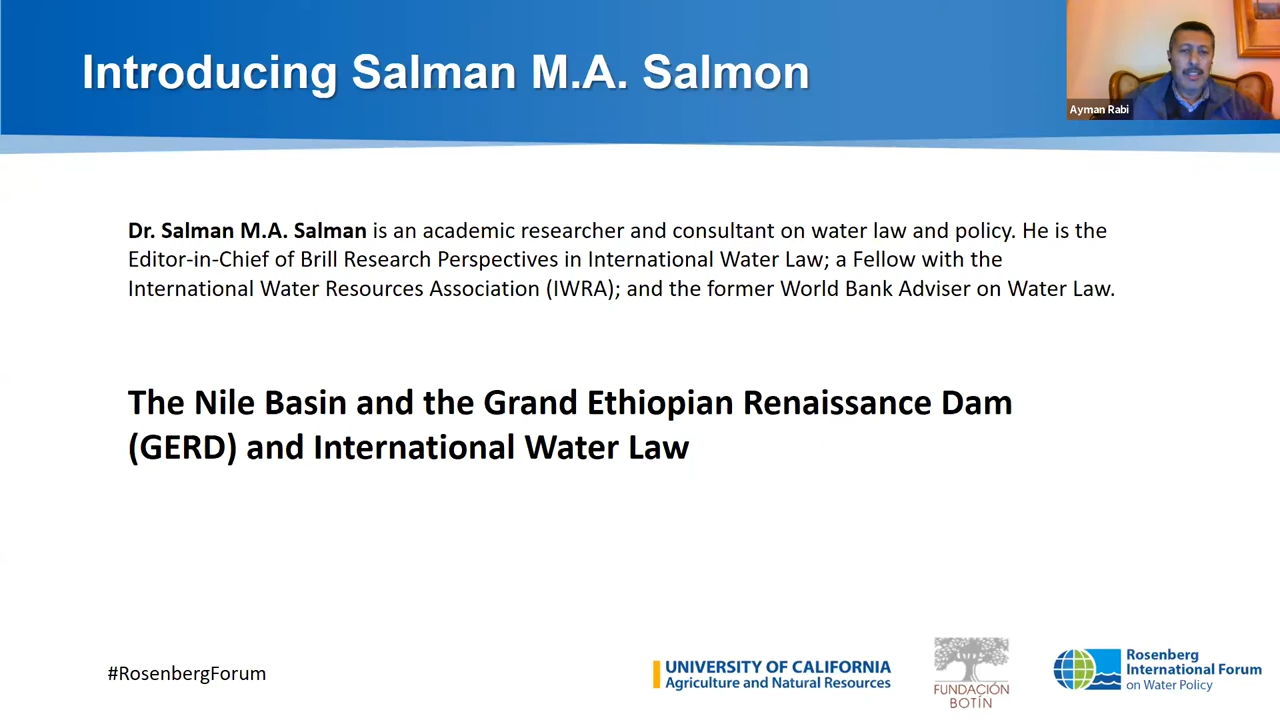 Introducing Salman M.A. Salmon
Ayman Rabi
Dr. Salman M.A. Salman is an academic researcher and consultant on water law and policy. He is the
Editor-in-Chief of Brill Research Perspectives in International Water Law; a Fellow with the
International Water Resources Association (IWRA); and the former World Bank Adviser on Water Law.
The Nile Basin and the Grand Ethiopian Renaissance Dam
(GERD) and International Water Law
#RosenbergForum
UNIVERSITY OF CALIFORNIA
Agriculture and Natural Resources
FUNDACIÓN
BOTÍN
Rosenberg
International Forum
on Water Policy